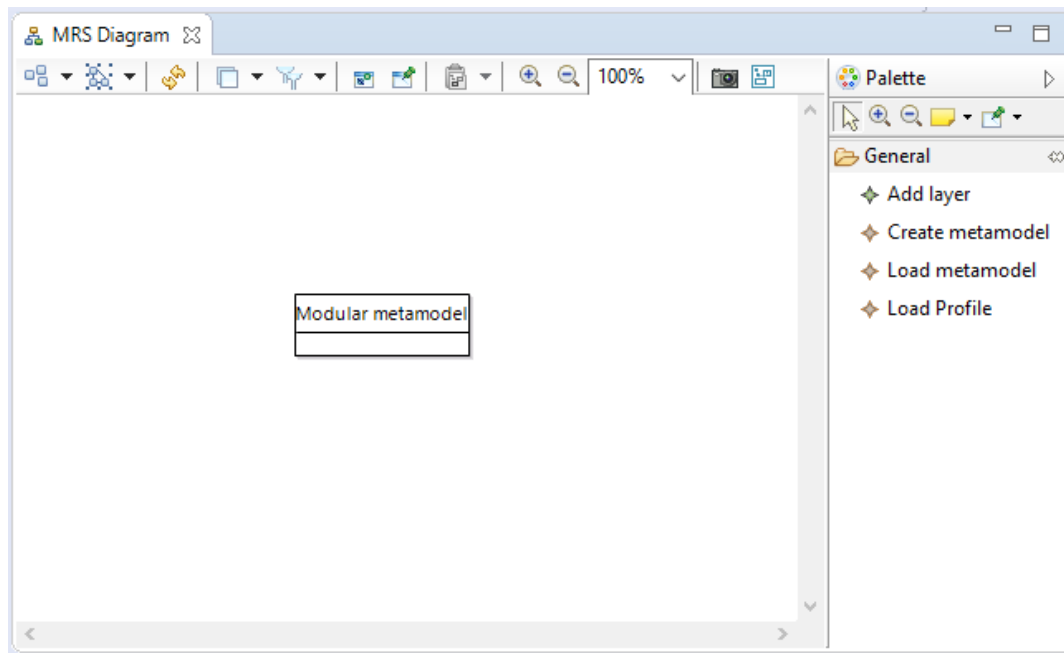 MRS Diagram
100%
Palette
General
Add layer
Create metamodel
Load metamodel
Load Profile
Modular metamodel